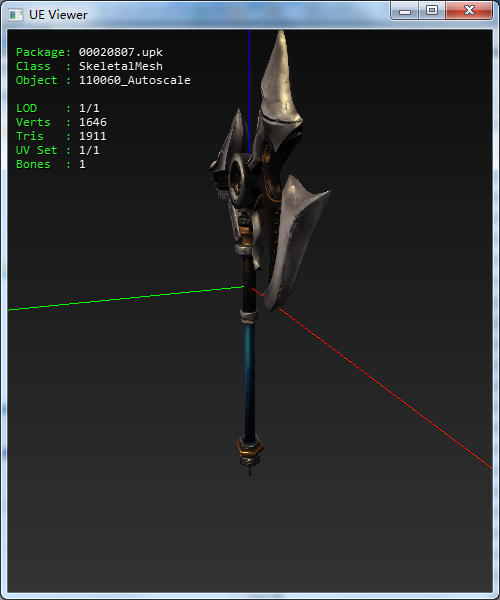 UE Viewer
Package: 00020807.upk
Class : SkeletalMesh
Object : 110060_Autoscale
LOD : 1/1
Verts : 1646
Tris : 1911
UV Set : 1/1
Bones : 1